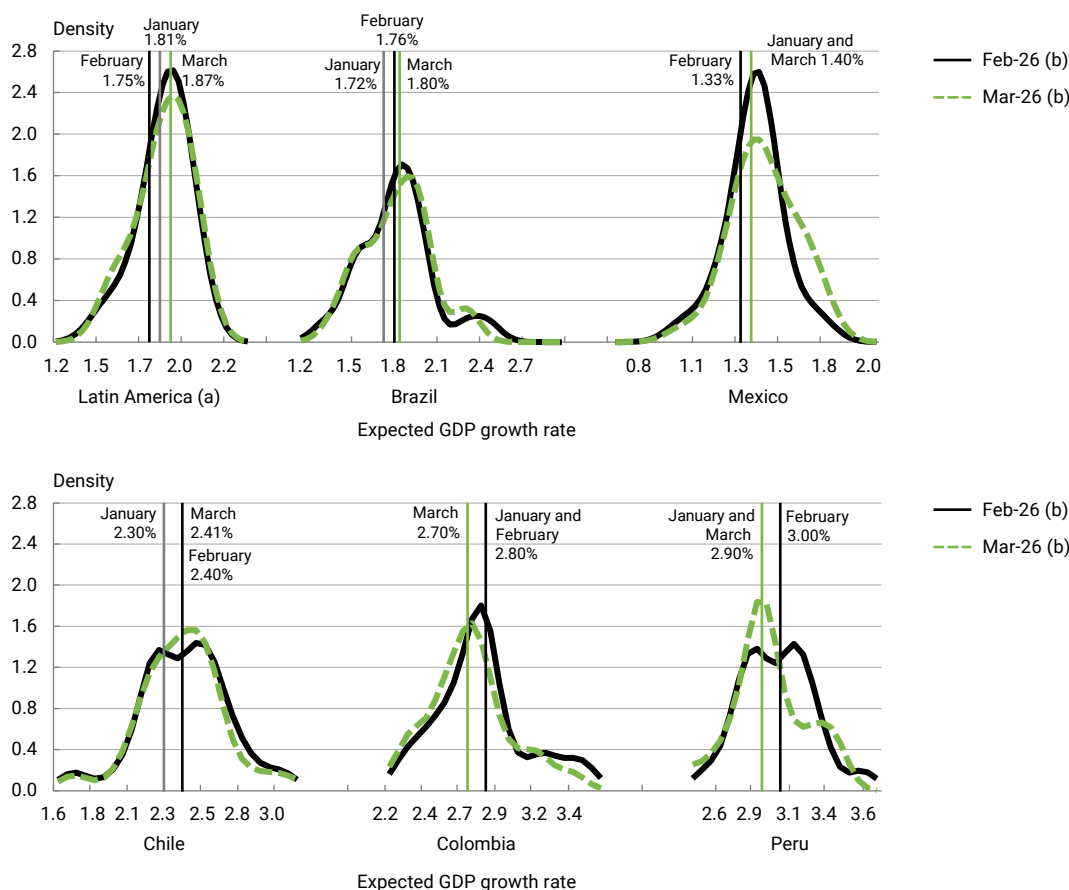 Density
January
1.81%
February
1.75%
March
1.87%
February
1.76%
January
1.72%
March
1.80%
February
1.33%
January and
March 1.40%
2.8
2.4
2.0
1.6
1.2
0.8
0.4
0.0
1.2 1.5 1.7 2.0 2.2 1.2 1.5 1.8 2.1 2.4 2.7 0.8 1.1 1.3 1.5 1.8 2.0
Latin America (a) Brazil Mexico
Expected GDP growth rate
Feb-26 (b)
Mar-26 (b)
Density
January
2.30%
March
2.41%
February
2.40%
March
2.70%
January and
February
2.80%
January and
March
2.90%
February
3.00%
2.8
2.4
2.0
1.6
1.2
0.8
0.4
0.0
1.6 1.8 2.1 2.3 2.5 2.8 3.0 2.2 2.4 2.7 2.9 3.2 3.4 2.6 2.9 3.1 3.4 3.6
Chile Colombia Peru
Expected GDP growth rate
Feb-26 (b)
Mar-26 (b)